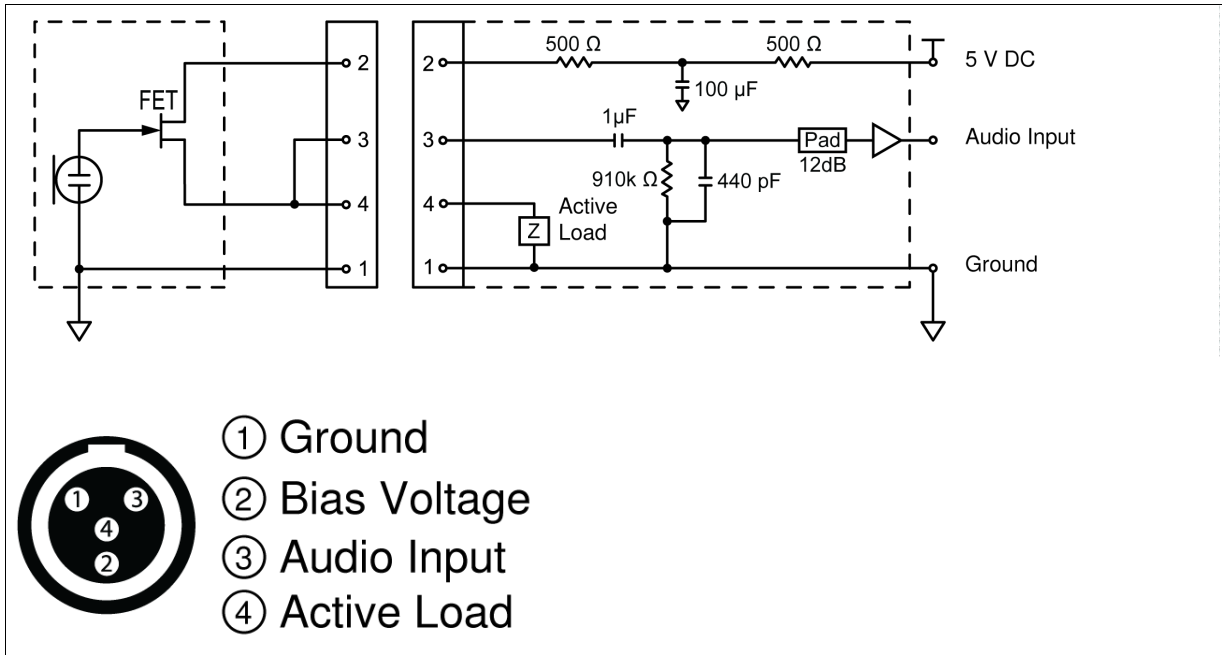 500 Ω 500 Ω
2 2 5 V DC
FET 100 µF
1µF
3 3 Pad Audio Input
12dB
910k Ω 440 pF
4 4 Active
Z Load
1 1 Ground
1 Ground
1 3 2 Bias Voltage
4
2 3 Audio Input
4 Active Load